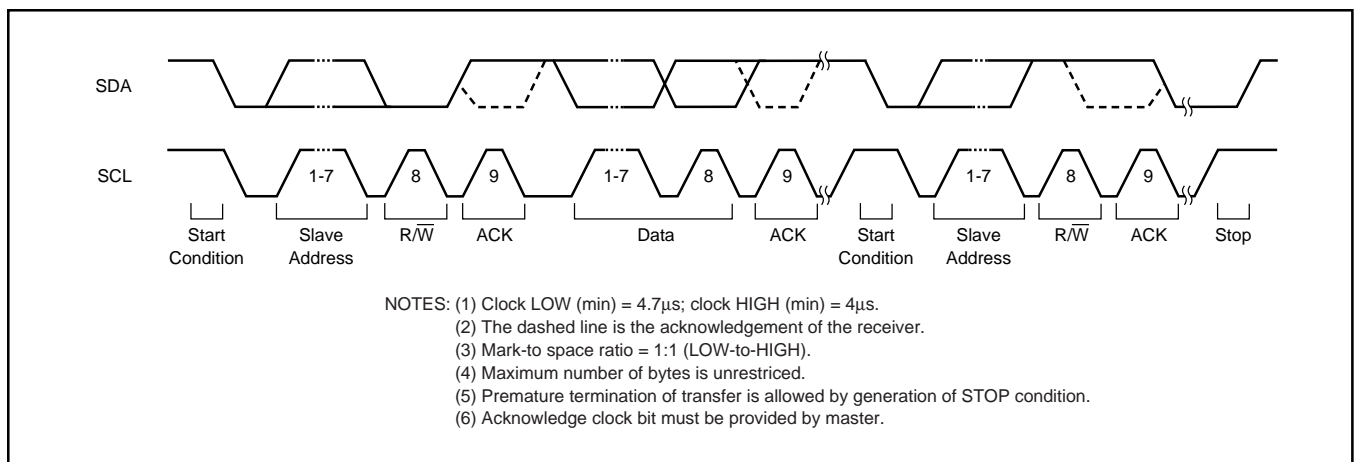 SDA
SCL
1-7 8 9 1-7 8 9 1-7 8 9
Start Condition
Slave Address
R/W̅
ACK
Data
ACK
Start Condition
Slave Address
R/W̅
ACK
Stop
NOTES: (1) Clock LOW (min) = 4.7µs; clock HIGH (min) = 4µs.
(2) The dashed line is the acknowledgement of the receiver.
(3) Mark-to space ratio = 1:1 (LOW-to-HIGH).
(4) Maximum number of bytes is unrestriced.
(5) Premature termination of transfer is allowed by generation of STOP condition.
(6) Acknowledge clock bit must be provided by master.